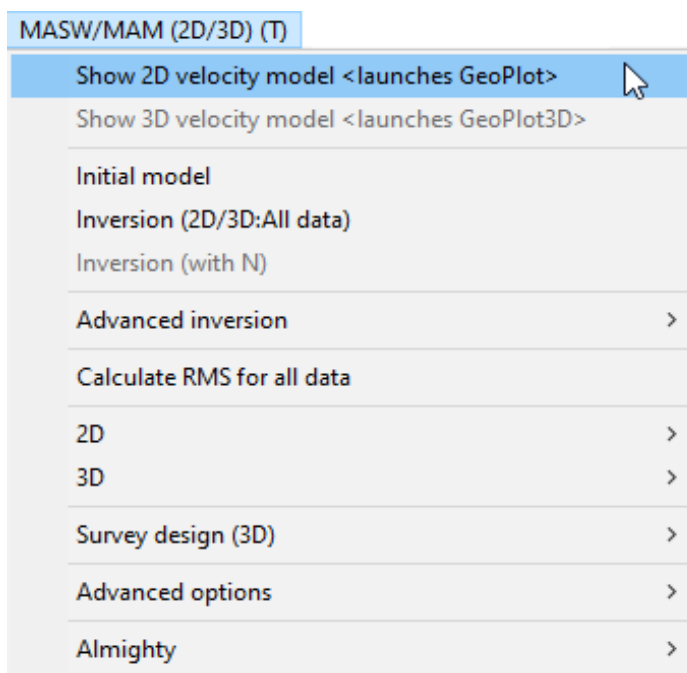 MASW/MAM (2D/3D) (T)
Show 2D velocity model <launches GeoPlot>
Show 3D velocity model <launches GeoPlot3D>
Initial model
Inversion (2D/3D:All data)
Inversion (with N)
Advanced inversion
Calculate RMS for all data
2D
3D
Survey design (3D)
Advanced options
Almighty